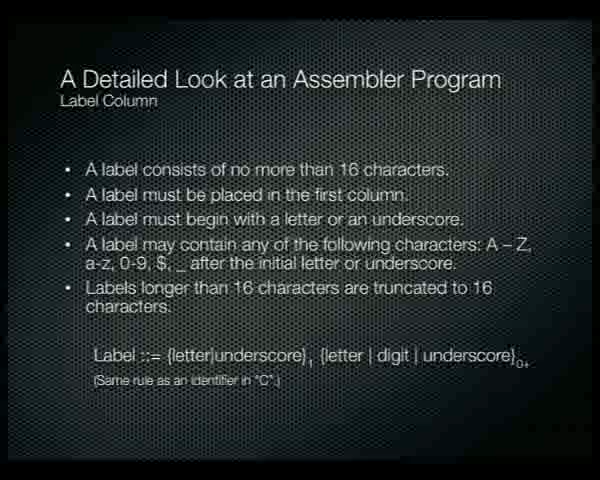 A Detailed Look at an Assembler Program
Label Column
• A label consists of no more than 16 characters.
• A label must be placed in the first column.
• A label must begin with a letter or an underscore.
• A label may contain any of the following characters: A – Z,
a-z, 0-9, $, _ after the initial letter or underscore.
• Labels longer than 16 characters are truncated to 16
characters.
Label ::= {letter|underscore}1 {letter | digit | underscore}0+
(Same rule as an identifier in "C".)